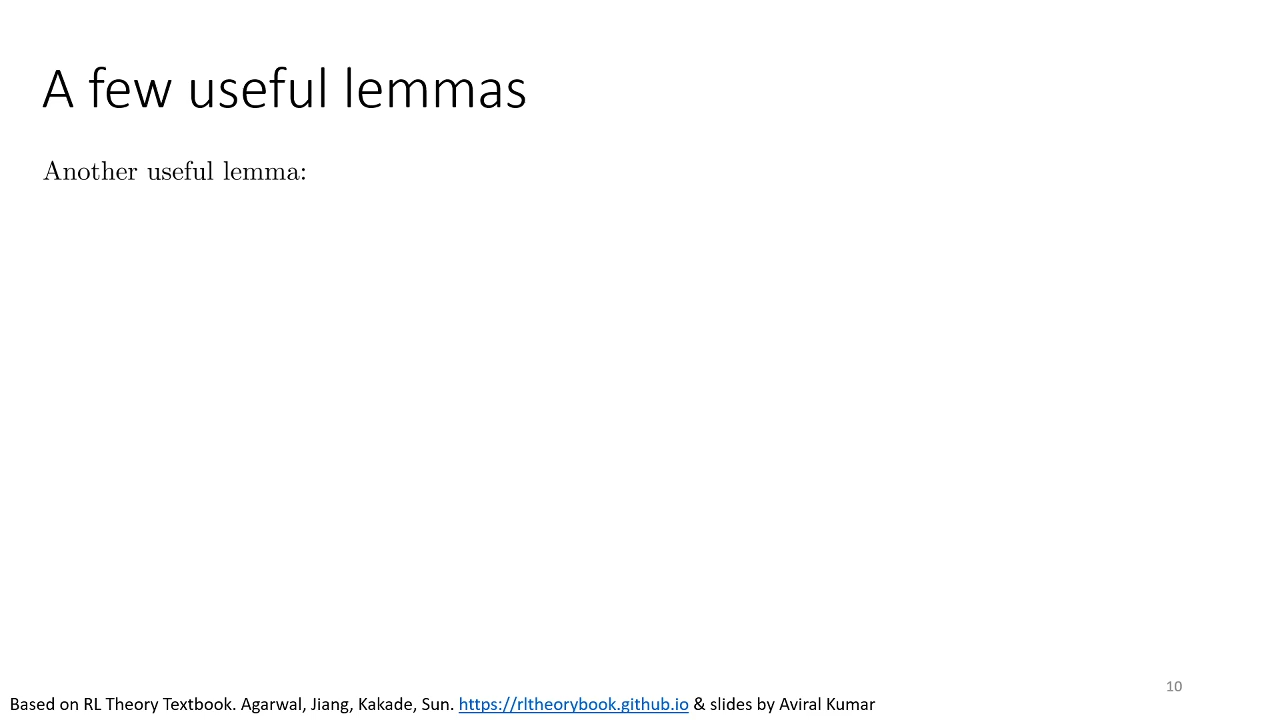 A few useful lemmas
Another useful lemma:
10
Based on RL Theory Textbook. Agarwal, Jiang, Kakade, Sun. https://rltheorybook.github.io & slides by Aviral Kumar